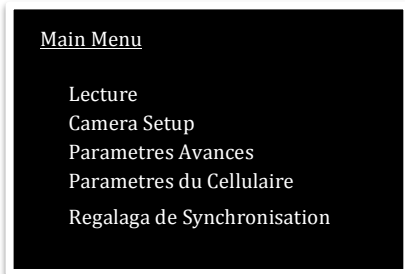 Main Menu
Lecture
Camera Setup
Parametres Avances
Parametres du Cellulaire
Regalaga de Synchronisation